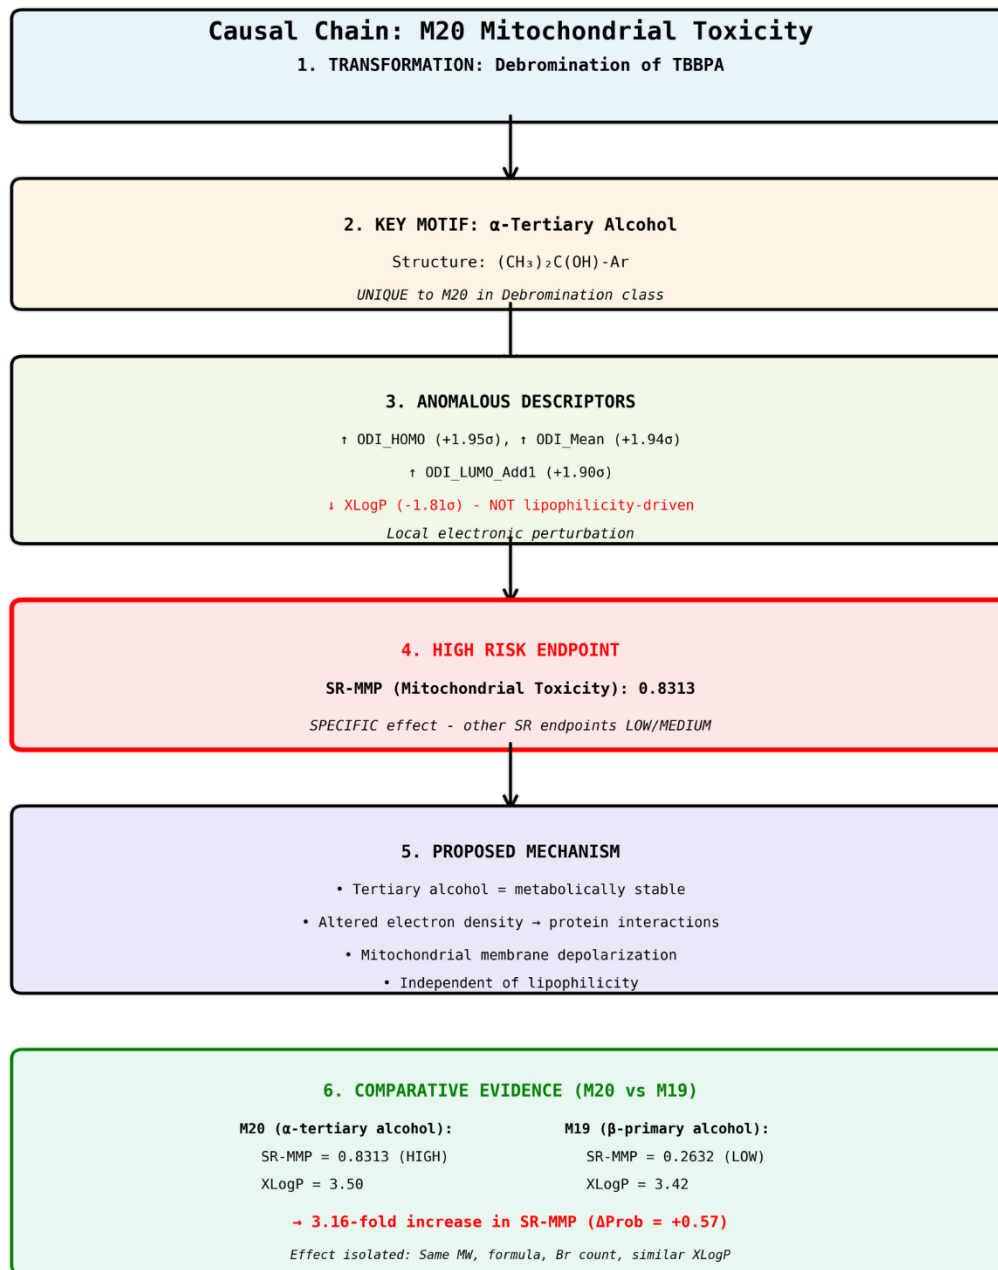 Causal Chain: M20 Mitochondrial Toxicity
1. TRANSFORMATION: Debromination of TBBPA
2. KEY MOTIF: α-Tertiary Alcohol
Structure: (CH₃)₂C(OH)-Ar
UNIQUE to M20 in Debromination class
3. ANOMALOUS DESCRIPTORS
↑ ODI_HOMO (+1.95σ), ↑ ODI_Mean (+1.94σ)
↑ ODI_LUMO_Add1 (+1.90σ)
↓ XLogP (-1.81σ) - NOT lipophilicity-driven
Local electronic perturbation
4. HIGH RISK ENDPOINT
SR-MMP (Mitochondrial Toxicity): 0.8313
SPECIFIC effect - other SR endpoints LOW/MEDIUM
5. PROPOSED MECHANISM
• Tertiary alcohol = metabolically stable
• Altered electron density → protein interactions
• Mitochondrial membrane depolarization
• Independent of lipophilicity
6. COMPARATIVE EVIDENCE (M20 vs M19)
M20 (α-tertiary alcohol):
SR-MMP = 0.8313 (HIGH)
XLogP = 3.50
M19 (β-primary alcohol):
SR-MMP = 0.2632 (LOW)
XLogP = 3.42
→ 3.16-fold increase in SR-MMP (ΔProb = +0.57)
Effect isolated: Same MW, formula, Br count, similar XLogP